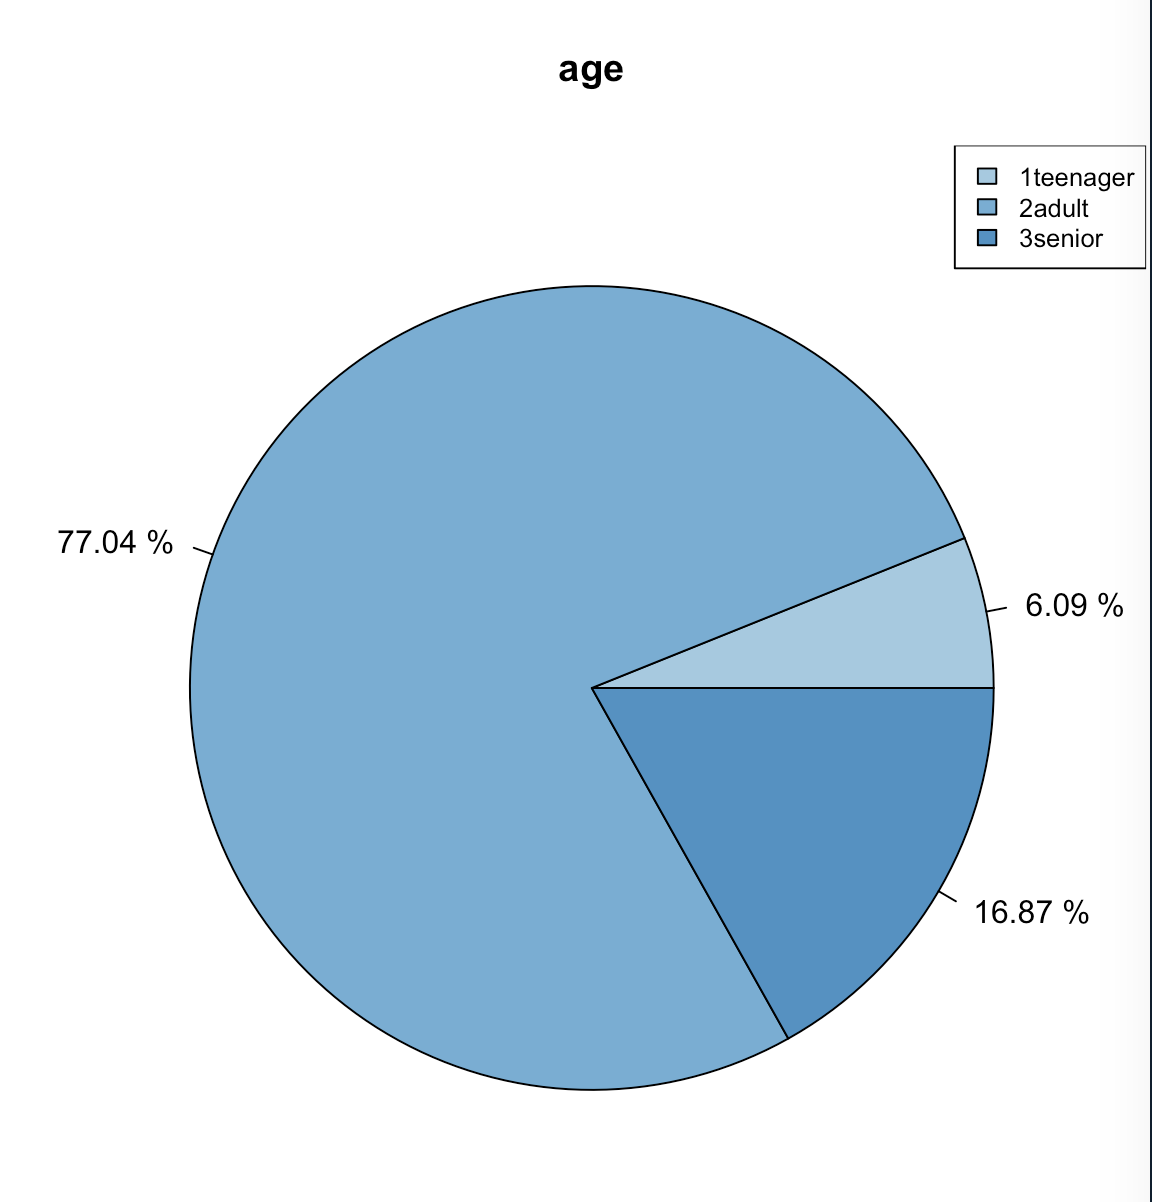 age
1teenager
2adult
3senior
77.04 %
6.09 %
16.87 %